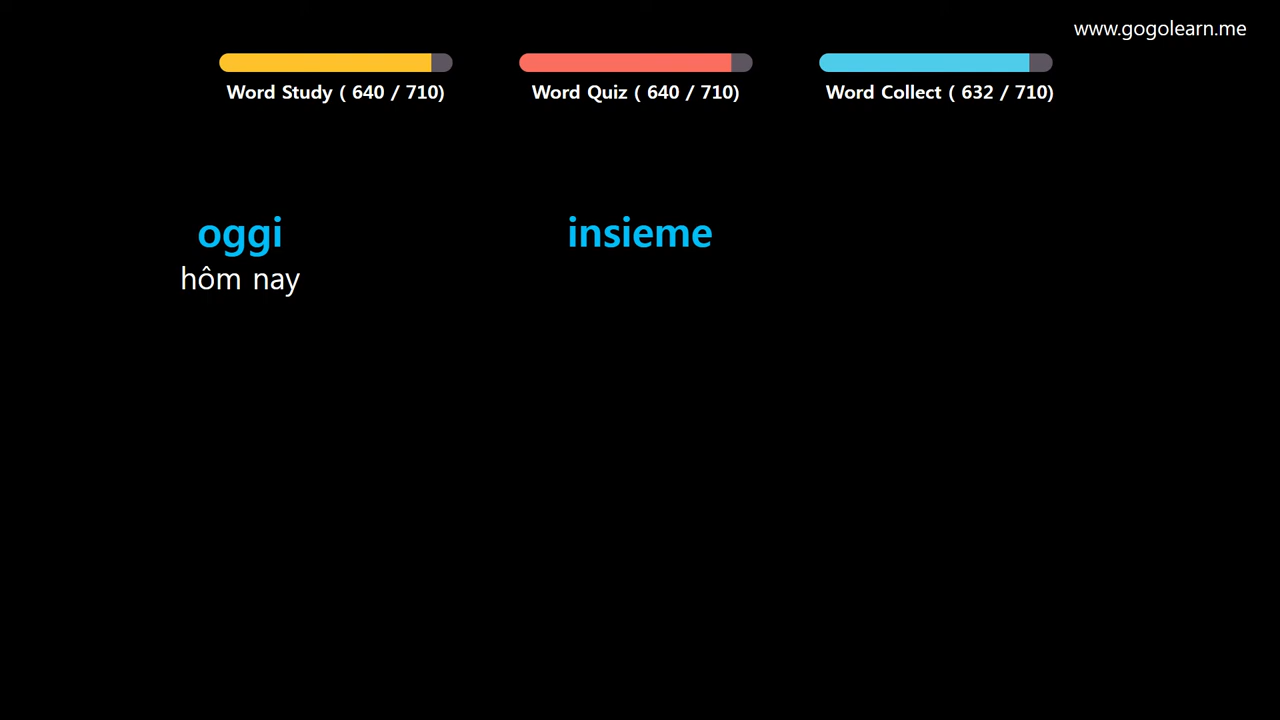 www.gogolearn.me
Word Study ( 640 / 710)
Word Quiz ( 640 / 710)
Word Collect ( 632 / 710)
oggi
hôm nay
insieme